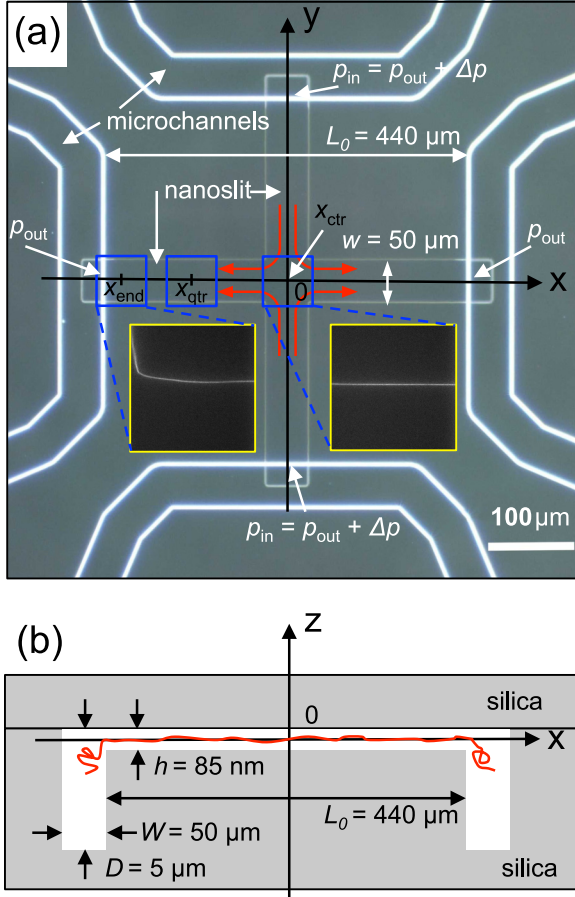 (a)
y
p_in = p_out + Δp
microchannels
L_0 = 440 µm
nanoslit
x_ctr
p_out
w = 50 µm
p_out
x
x_end
x_qtr
0
p_in = p_out + Δp
100 µm
(b)
z
silica
0
x
h = 85 nm
L_0 = 440 µm
W = 50 µm
D = 5 µm
silica